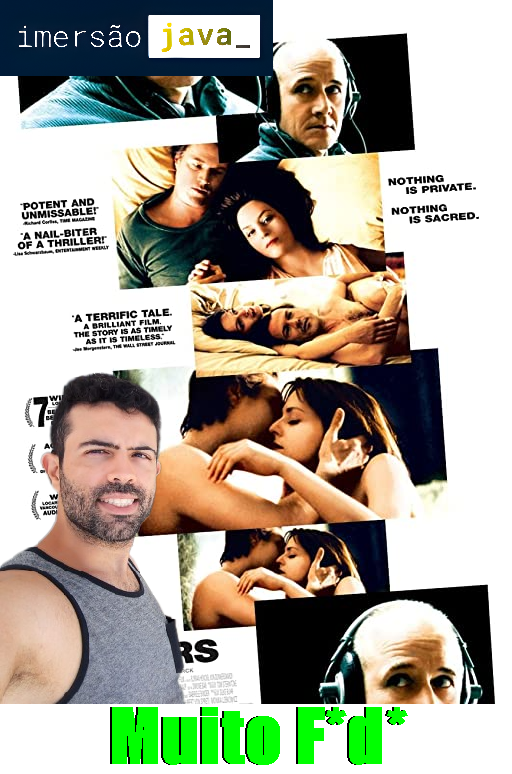 imersão java_
NOTHING
IS PRIVATE.
NOTHING
IS SACRED.
"POTENT AND
UNMISSABLE!"
-Richard Corliss, TIME MAGAZINE
"A NAIL-BITER
OF A THRILLER!"
-Lisa Schwarzbaum, ENTERTAINMENT WEEKLY
"A TERRIFIC TALE.
A BRILLIANT FILM.
THE STORY IS AS TIMELY
AS IT IS TIMELESS."
-Joe Morgenstern, THE WALL STREET JOURNAL
7
RS
Muito F*d*